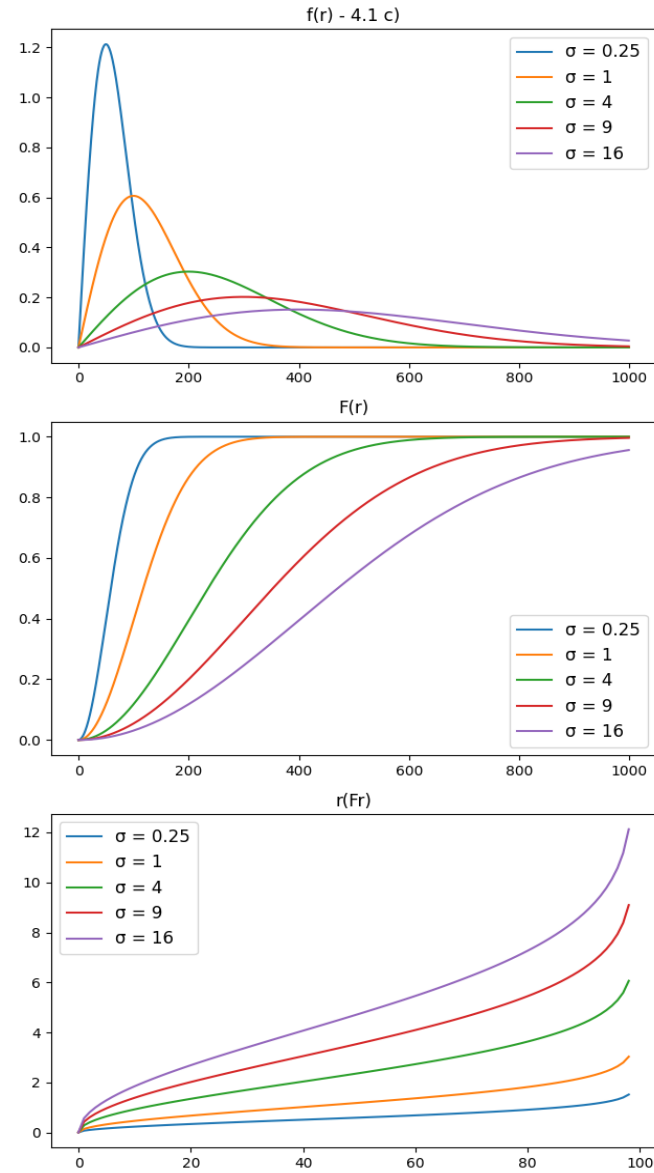 f(r) - 4.1 c)
1.2
1.0
0.8
0.6
0.4
0.2
0.0
σ = 0.25
σ = 1
σ = 4
σ = 9
σ = 16
0 200 400 600 800 1000
F(r)
1.0
0.8
0.6
0.4
0.2
0.0
σ = 0.25
σ = 1
σ = 4
σ = 9
σ = 16
0 200 400 600 800 1000
r(Fr)
12
10
8
6
4
2
0
σ = 0.25
σ = 1
σ = 4
σ = 9
σ = 16
0 20 40 60 80 100